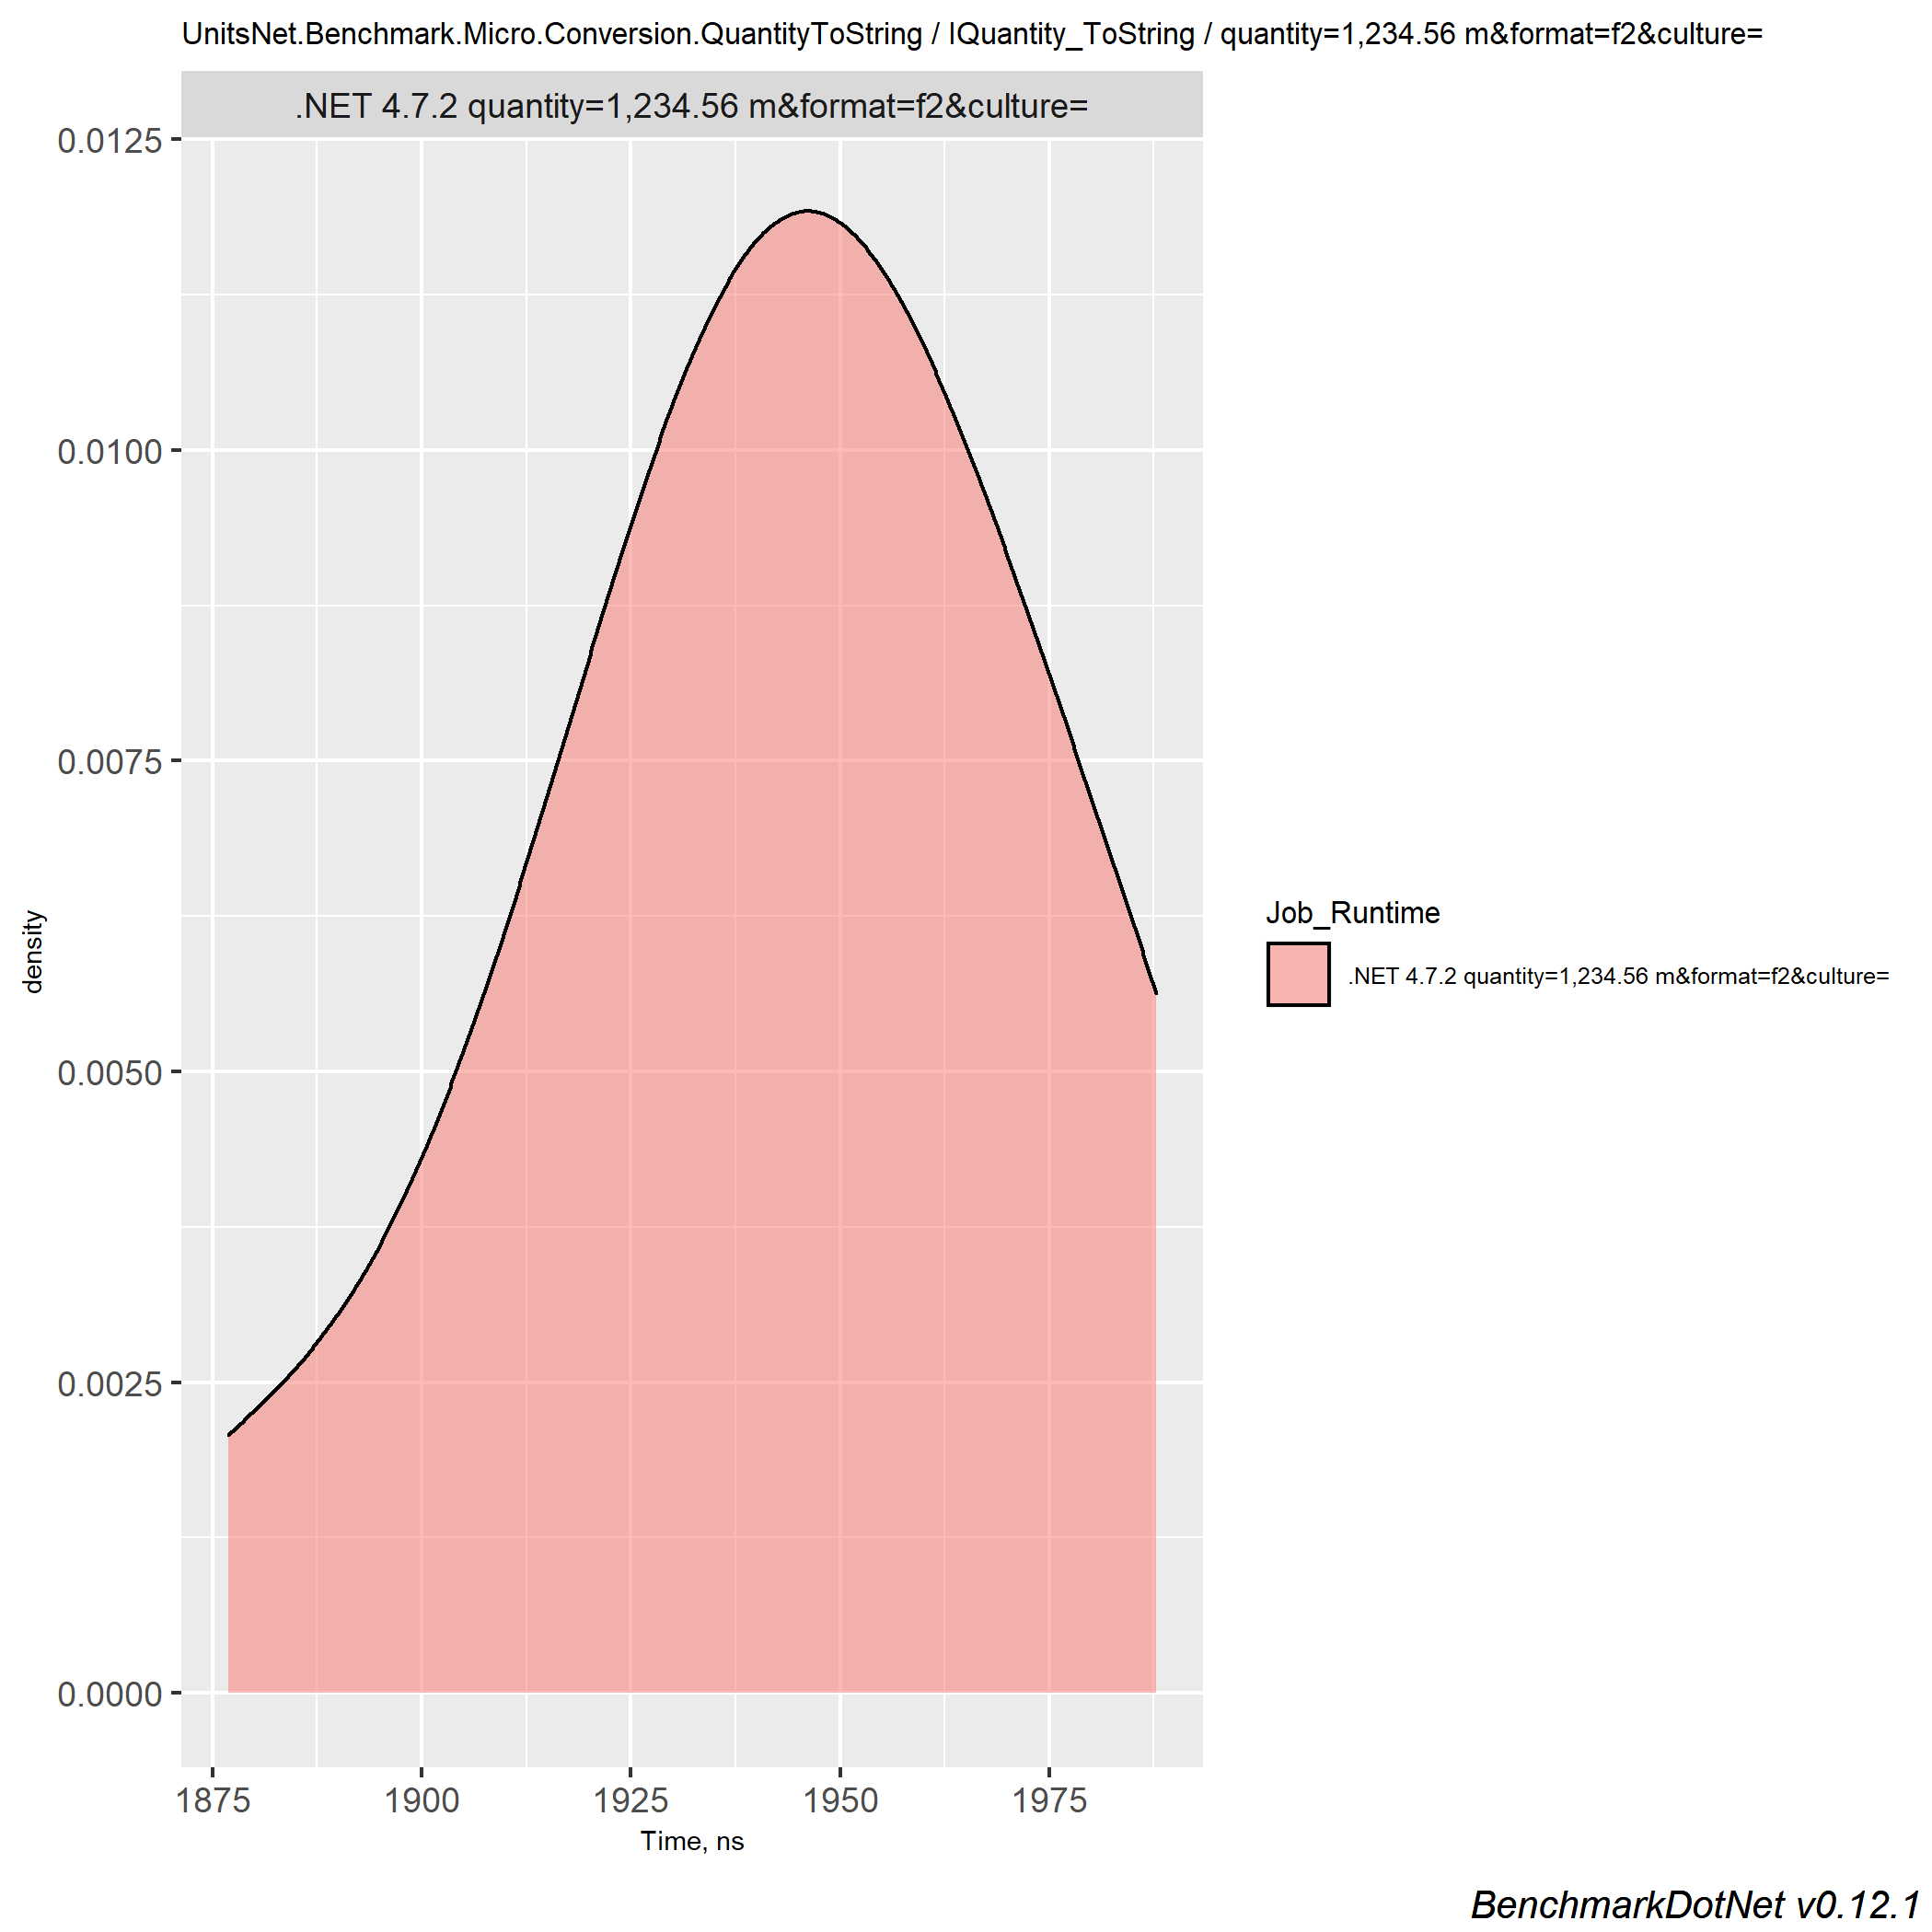 UnitsNet.Benchmark.Micro.Conversion.QuantityToString / IQuantity_ToString / quantity=1,234.56 m&format=f2&culture=
.NET 4.7.2 quantity=1,234.56 m&format=f2&culture=
0.0125
0.0100
0.0075
0.0050
0.0025
0.0000
density
1875 1900 1925 1950 1975
Time, ns
Job_Runtime
.NET 4.7.2 quantity=1,234.56 m&format=f2&culture=
BenchmarkDotNet v0.12.1